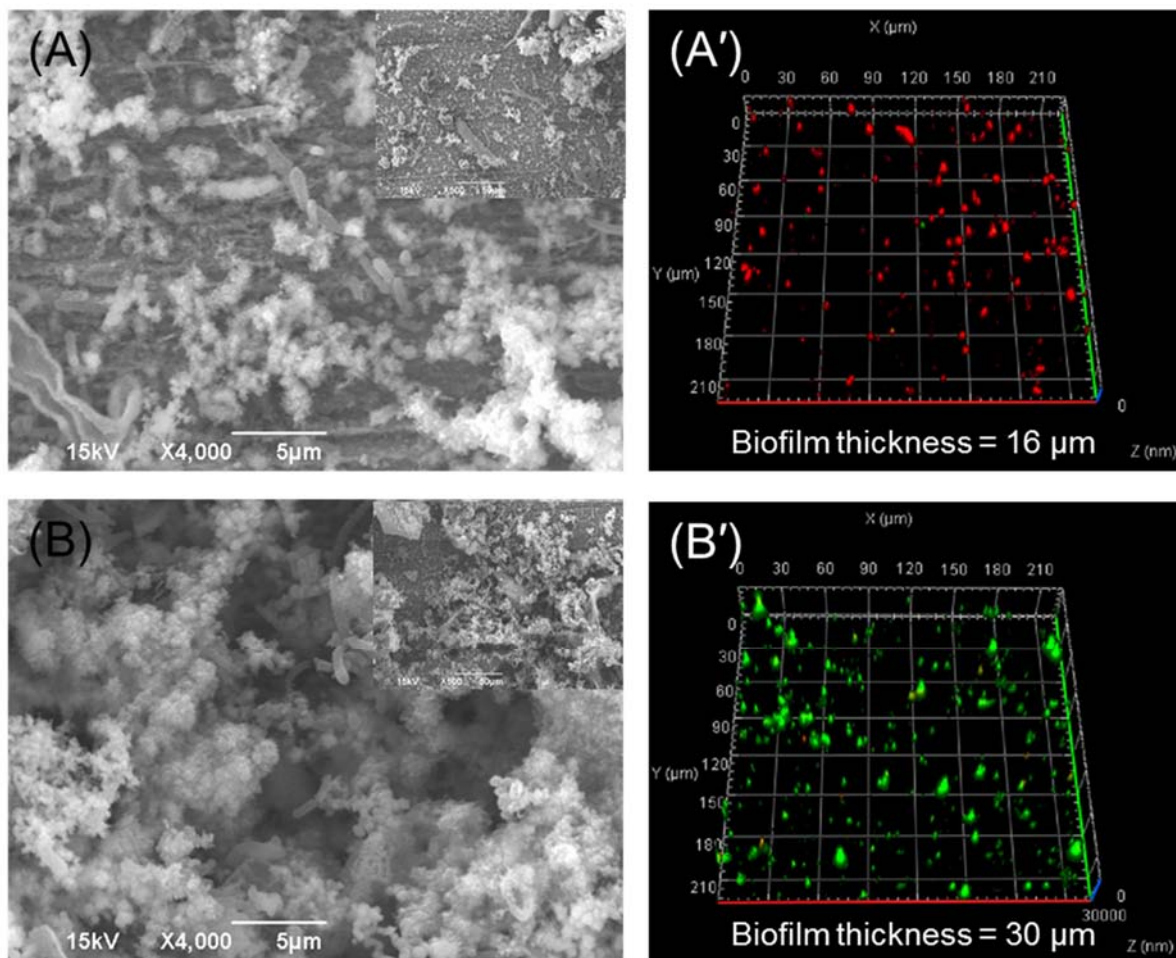 (A)
15kV X500 50µm
15kV X4,000 5µm
(A′)
X (µm)
0 30 60 90 120 150 180 210
0
30
60
90
120
Y (µm)
150
180
210
0
Z (nm)
Biofilm thickness = 16 µm
(B)
15kV X500 50µm
15kV X4,000 5µm
(B′)
X (µm)
0 30 60 90 120 150 180 210
0
30
60
90
120
Y (µm)
150
180
210
0
30000
Z (nm)
Biofilm thickness = 30 µm